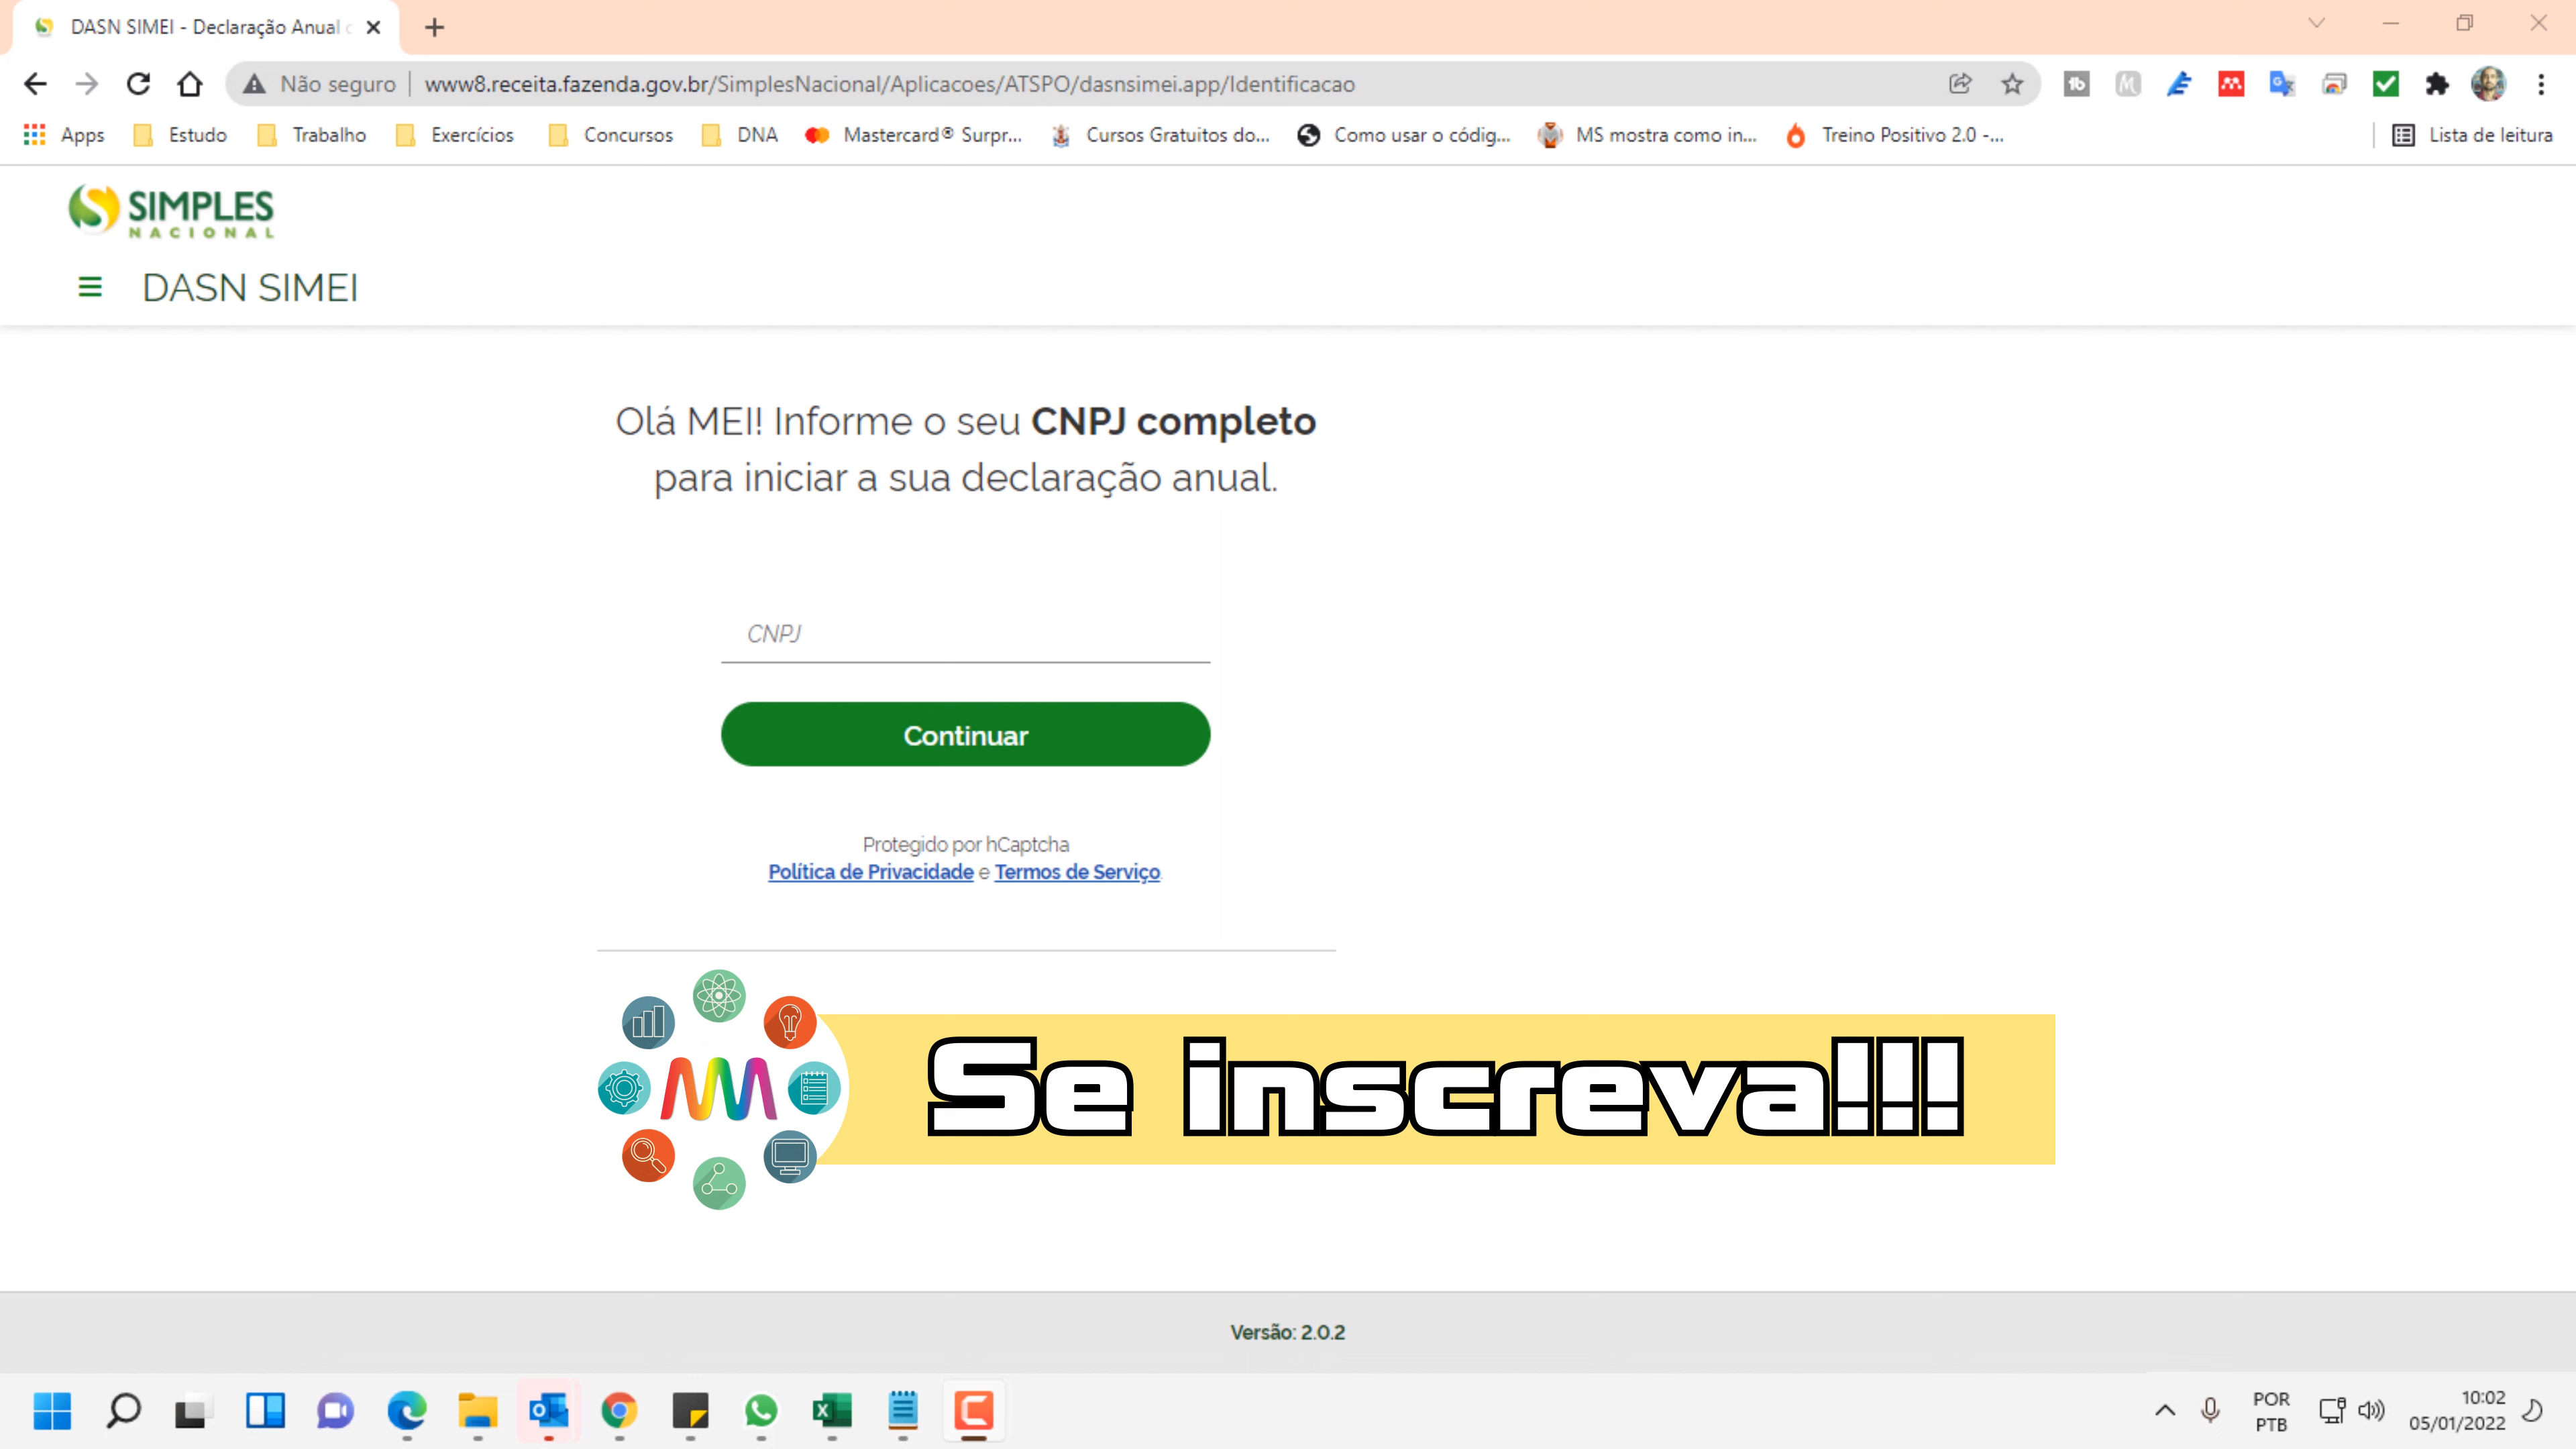 DASN SIMEI - Declaração Anual
Não seguro
www8.receita.fazenda.gov.br/SimplesNacional/Aplicacoes/ATSPO/dasnsimei.app/Identificacao
Apps
Estudo
Trabalho
Exercícios
Concursos
DNA
Mastercard® Surpr...
Cursos Gratuitos do...
Como usar o códig...
MS mostra como in...
Treino Positivo 2.0 -...
Lista de leitura
SIMPLES
NACIONAL
DASN SIMEI
Olá MEI! Informe o seu CNPJ completo
para iniciar a sua declaração anual.
CNPJ
Continuar
Protegido por hCaptcha
Política de Privacidade e Termos de Serviço.
Se inscreva!!!
Versão: 2.0.2
POR
PTB
10:02
05/01/2022